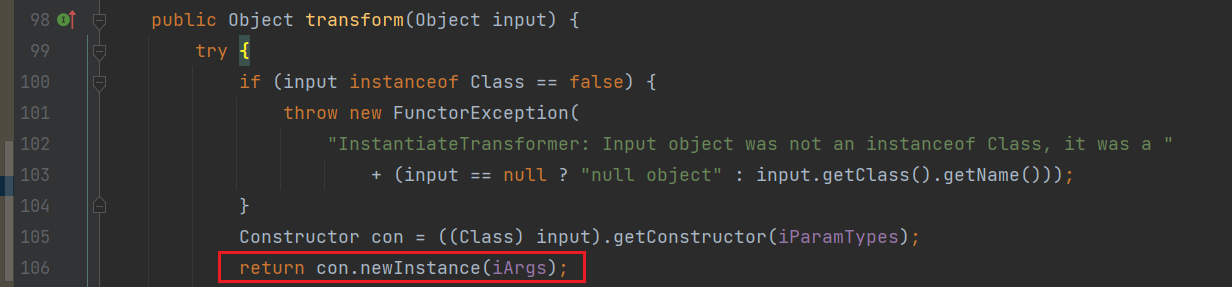 98 public Object transform(Object input) {
99 try {
100 if (input instanceof Class == false) {
101 throw new FunctorException(
102 "InstantiateTransformer: Input object was not an instanceof Class, it was a "
103 + (input == null ? "null object" : input.getClass().getName()));
104 }
105 Constructor con = ((Class) input).getConstructor(iParamTypes);
106 return con.newInstance(iArgs);